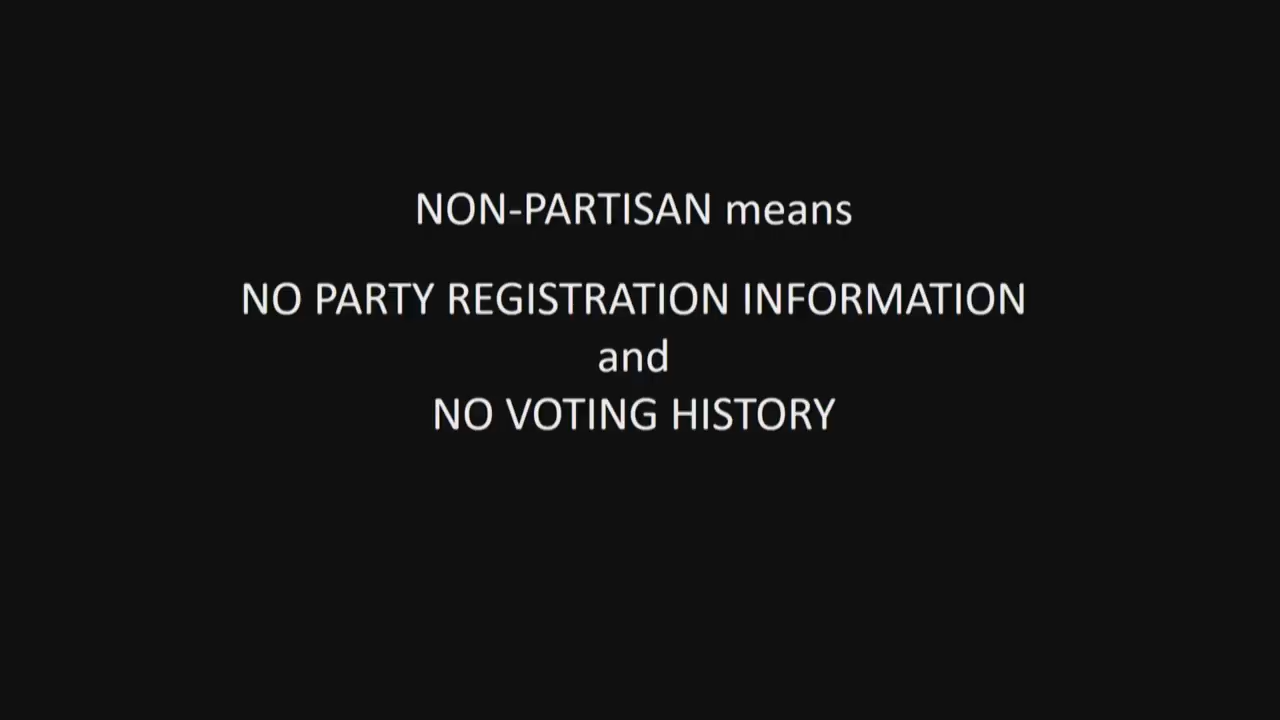 NON-PARTISAN means
NO PARTY REGISTRATION INFORMATION
and
NO VOTING HISTORY